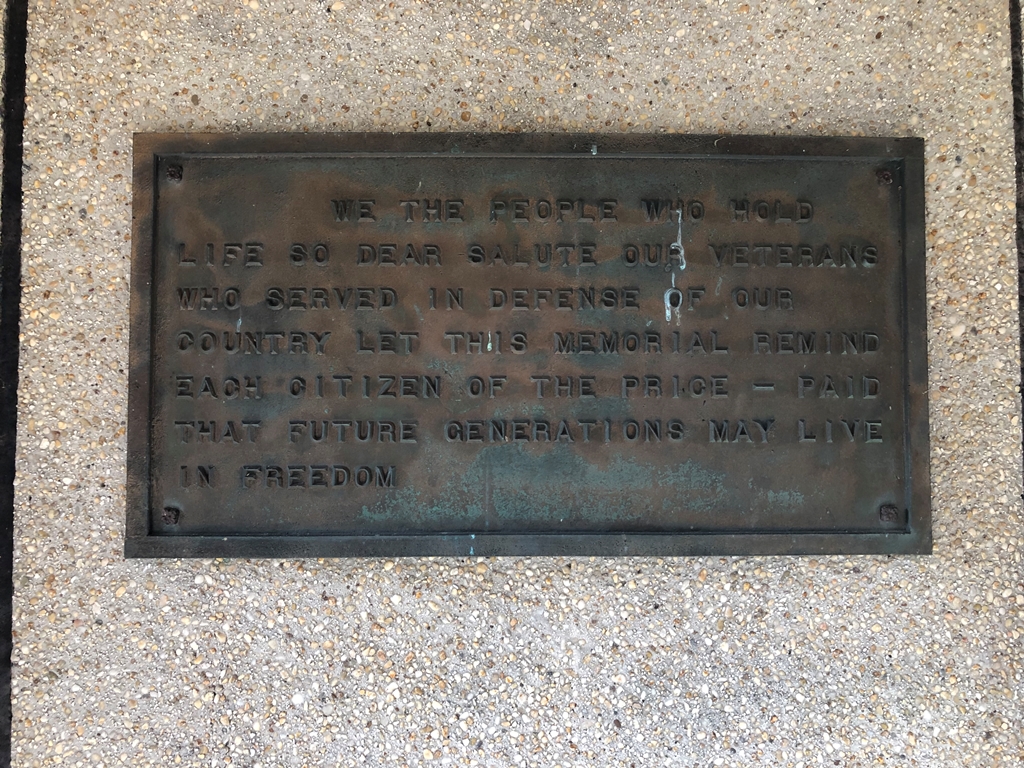 WE THE PEOPLE WHO HOLD
LIFE SO DEAR SALUTE OUR VETERANS
WHO SERVED IN DEFENSE OF OUR
COUNTRY LET THIS MEMORIAL REMIND
EACH CITIZEN OF THE PRICE – PAID
THAT FUTURE GENERATIONS MAY LIVE
IN FREEDOM